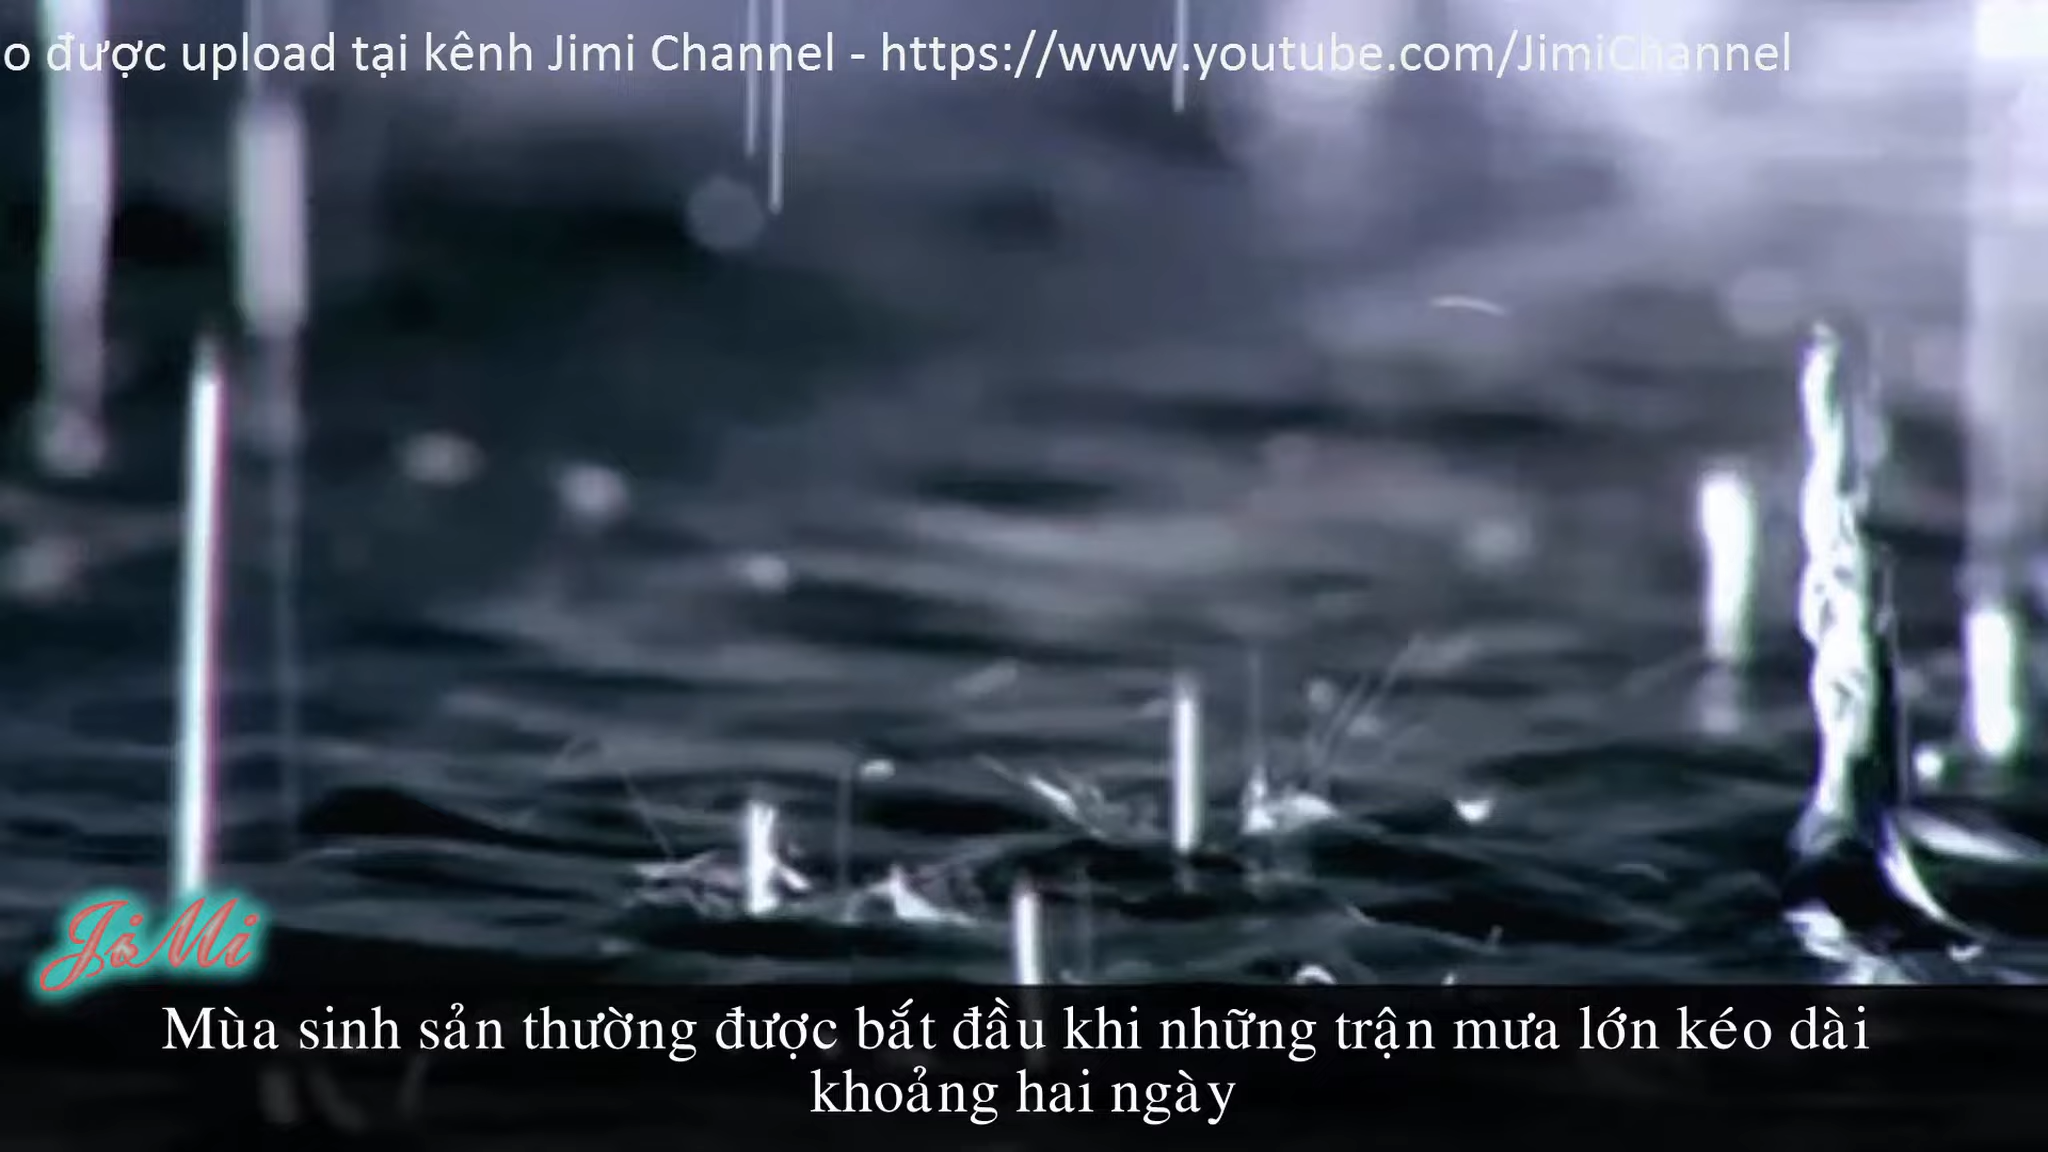 o được upload tại kênh Jimi Channel - https://www.youtube.com/JimiChannel
JiMi
Mùa sinh sản thường được bắt đầu khi những trận mưa lớn kéo dài
khoảng hai ngày